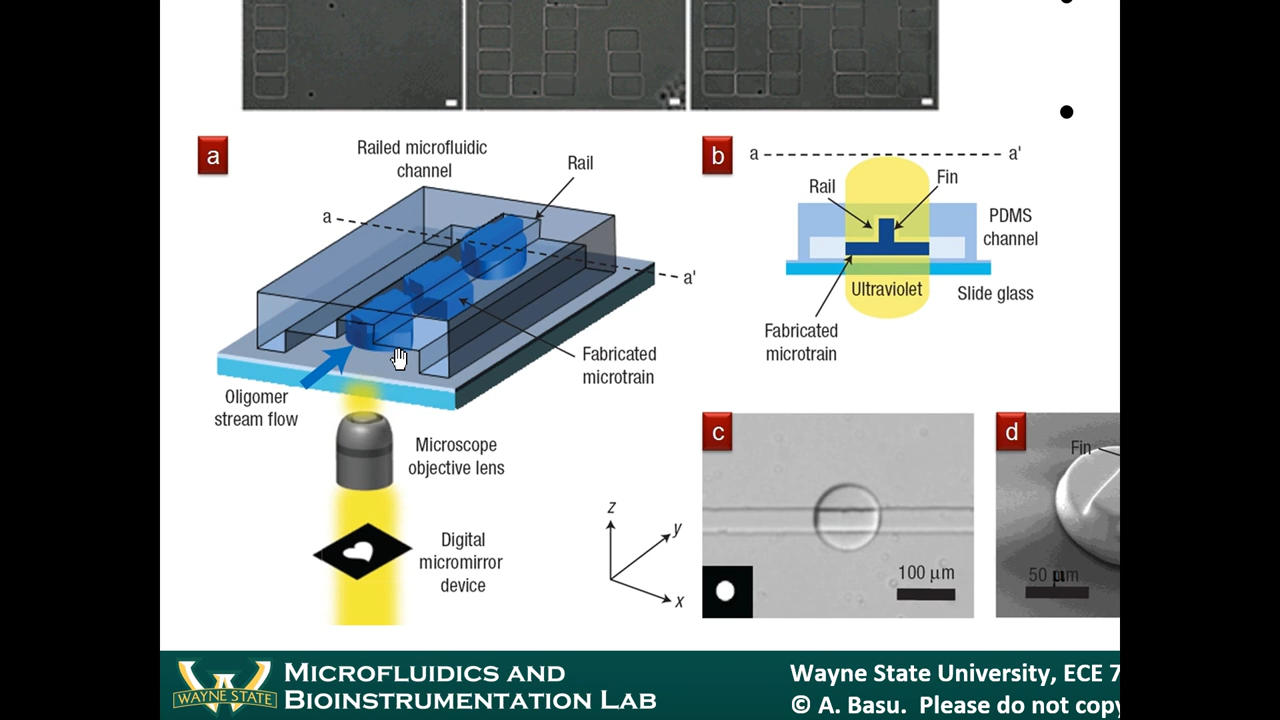 a
Railed microfluidic
channel
Rail
a
a'
Fabricated
microtrain
Oligomer
stream flow
Microscope
objective lens
Digital
micromirror
device
z
y
x
b
a
a'
Rail
Fin
PDMS
channel
Ultraviolet
Slide glass
Fabricated
microtrain
c
100 μm
d
Fin
50 μm
WAYNE STATE
MICROFLUIDICS AND
BIOINSTRUMENTATION LAB
Wayne State University, ECE 7
© A. Basu. Please do not copy